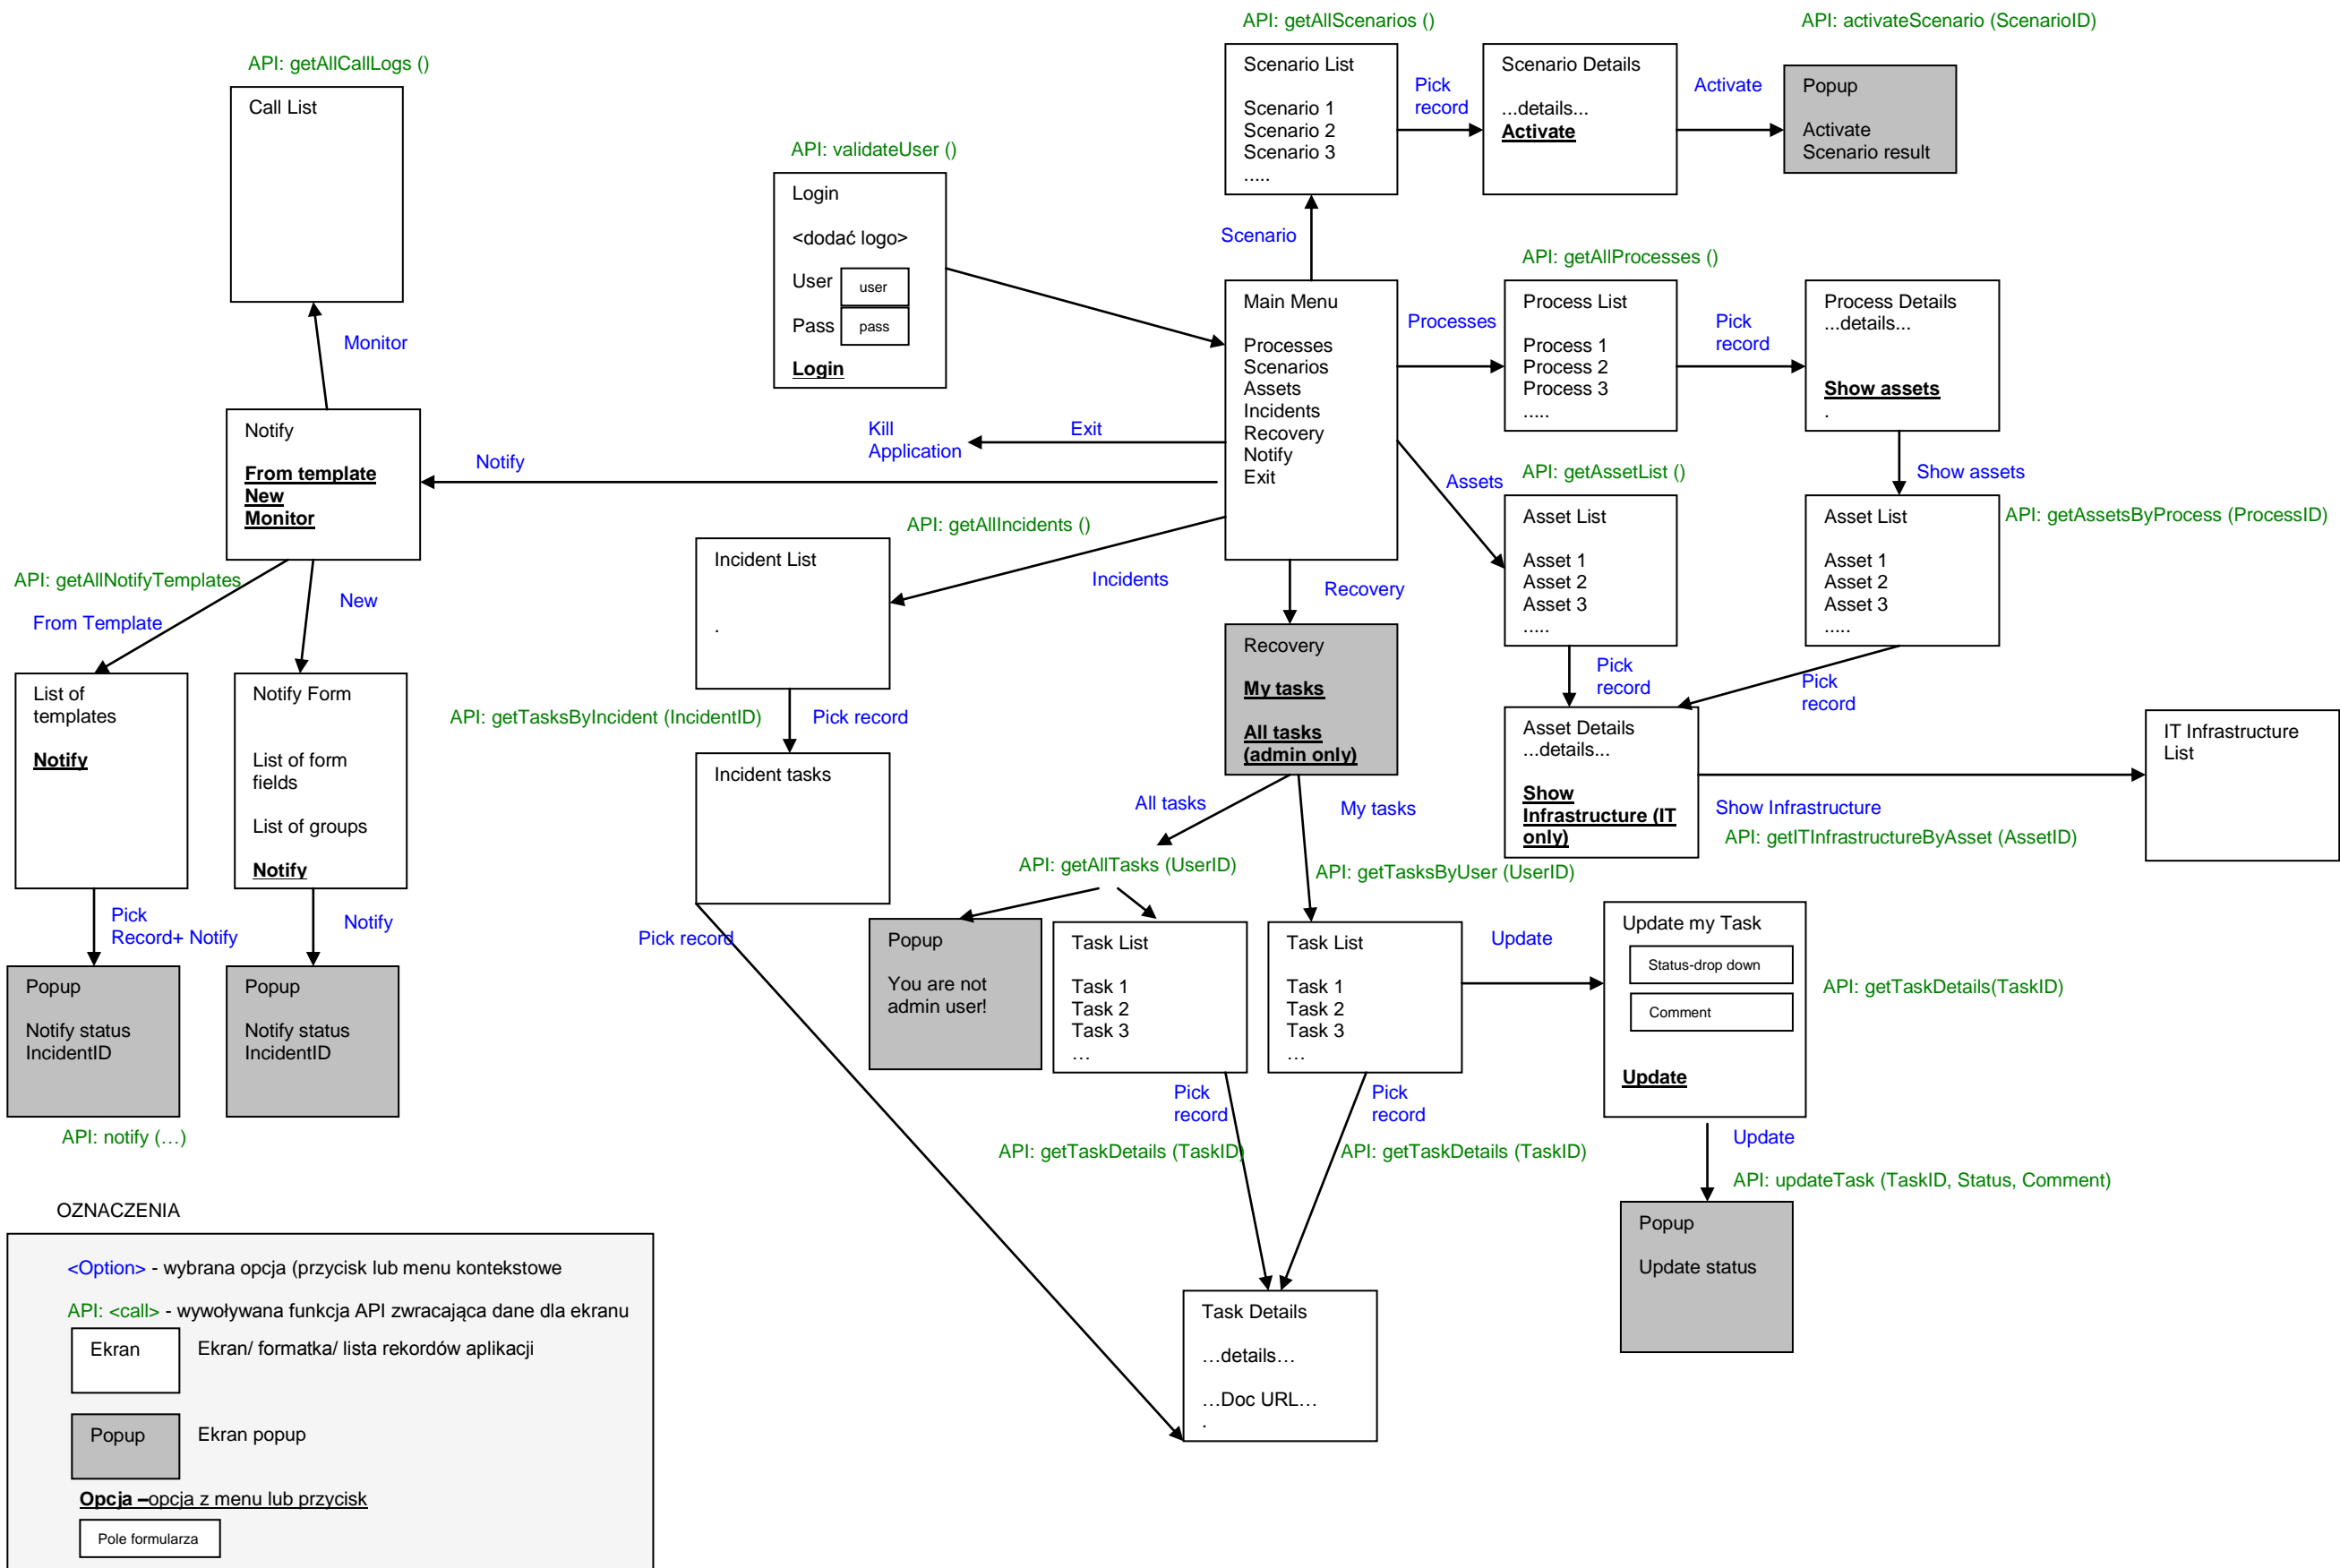 API: getAllScenarios ()
API: activateScenario (ScenarioID)
API: getAllCallLogs ()
Call List
Scenario List
Scenario 1
Scenario 2
Scenario 3
.....
Pick
record
Scenario Details
...details...
Activate
Activate
Popup
Activate
Scenario result
API: validateUser ()
Login
<dodać logo>
User
user
Pass
pass
Login
Scenario
API: getAllProcesses ()
Main Menu
Processes
Scenarios
Assets
Incidents
Recovery
Notify
Exit
Processes
Process List
Process 1
Process 2
Process 3
.....
Pick
record
Process Details
...details...
Show assets
.
Monitor
Notify
From template
New
Monitor
Notify
Kill
Application
Exit
Assets
API: getAssetList ()
Show assets
Asset List
Asset 1
Asset 2
Asset 3
.....
Asset List
Asset 1
Asset 2
Asset 3
.....
API: getAssetsByProcess (ProcessID)
API: getAllIncidents ()
Incident List
.
Incidents
Recovery
API: getAllNotifyTemplates
From Template
New
List of
templates
Notify
Notify Form
List of form
fields
List of groups
Notify
API: getTasksByIncident (IncidentID)
Pick record
Incident tasks
Recovery
My tasks
All tasks
(admin only)
Pick
record
Pick
record
Asset Details
...details...
Show
Infrastructure (IT
only)
Show Infrastructure
API: getITInfrastructureByAsset (AssetID)
IT Infrastructure
List
All tasks
My tasks
API: getAllTasks (UserID)
API: getTasksByUser (UserID)
Pick
Record+ Notify
Notify
Pick record
Popup
Notify status
IncidentID
Popup
Notify status
IncidentID
API: notify (…)
Popup
You are not
admin user!
Task List
Task 1
Task 2
Task 3
…
Task List
Task 1
Task 2
Task 3
…
Update
Update my Task
Status-drop down
Comment
Update
API: getTaskDetails(TaskID)
Pick
record
Pick
record
API: getTaskDetails (TaskID)
API: getTaskDetails (TaskID)
Update
API: updateTask (TaskID, Status, Comment)
Popup
Update status
Task Details
…details…
…Doc URL…
.
OZNACZENIA
<Option> - wybrana opcja (przycisk lub menu kontekstowe
API: <call> - wywoływana funkcja API zwracająca dane dla ekranu
Ekran
Ekran/ formatka/ lista rekordów aplikacji
Popup
Ekran popup
Opcja –opcja z menu lub przycisk
Pole formularza